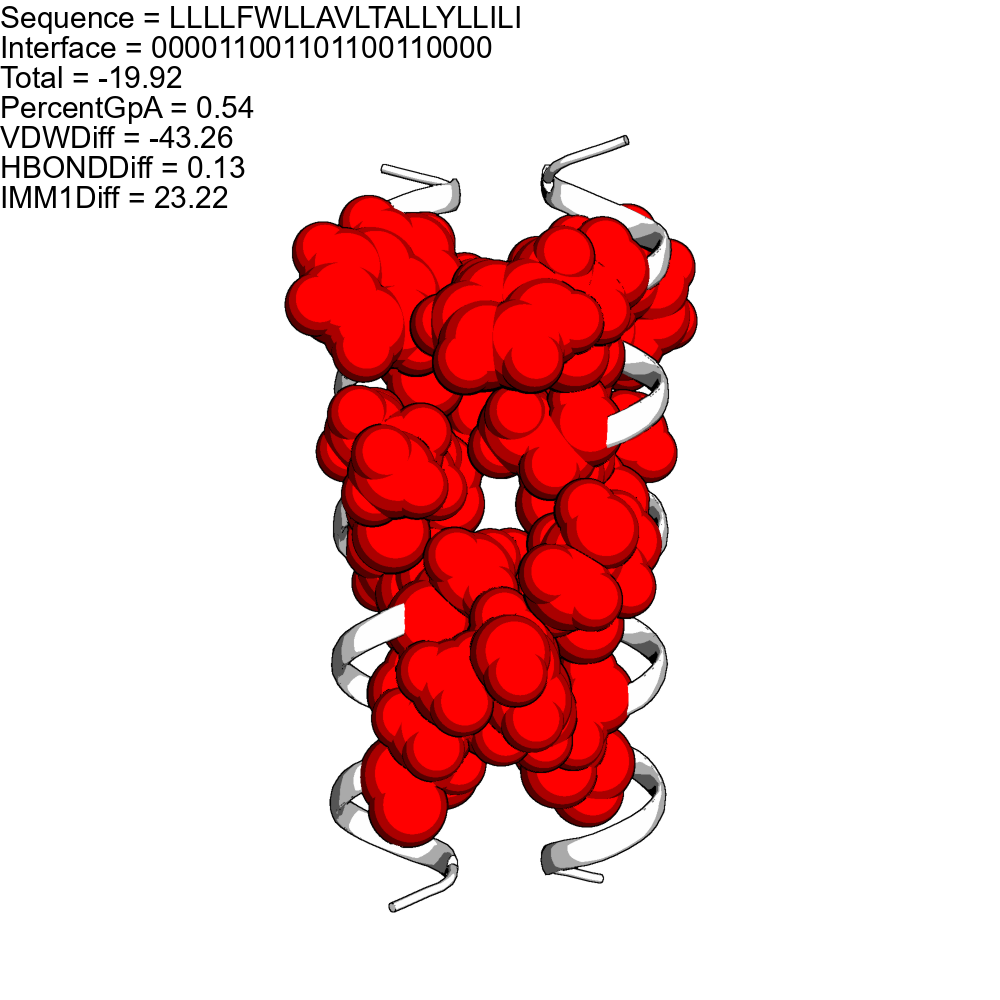 Sequence = LLLLFWLLAVLTALLYLLILI
Interface = 000011001101100110000
Total = -19.92
PercentGpA = 0.54
VDWDiff = -43.26
HBONDDiff = 0.13
IMM1Diff = 23.22